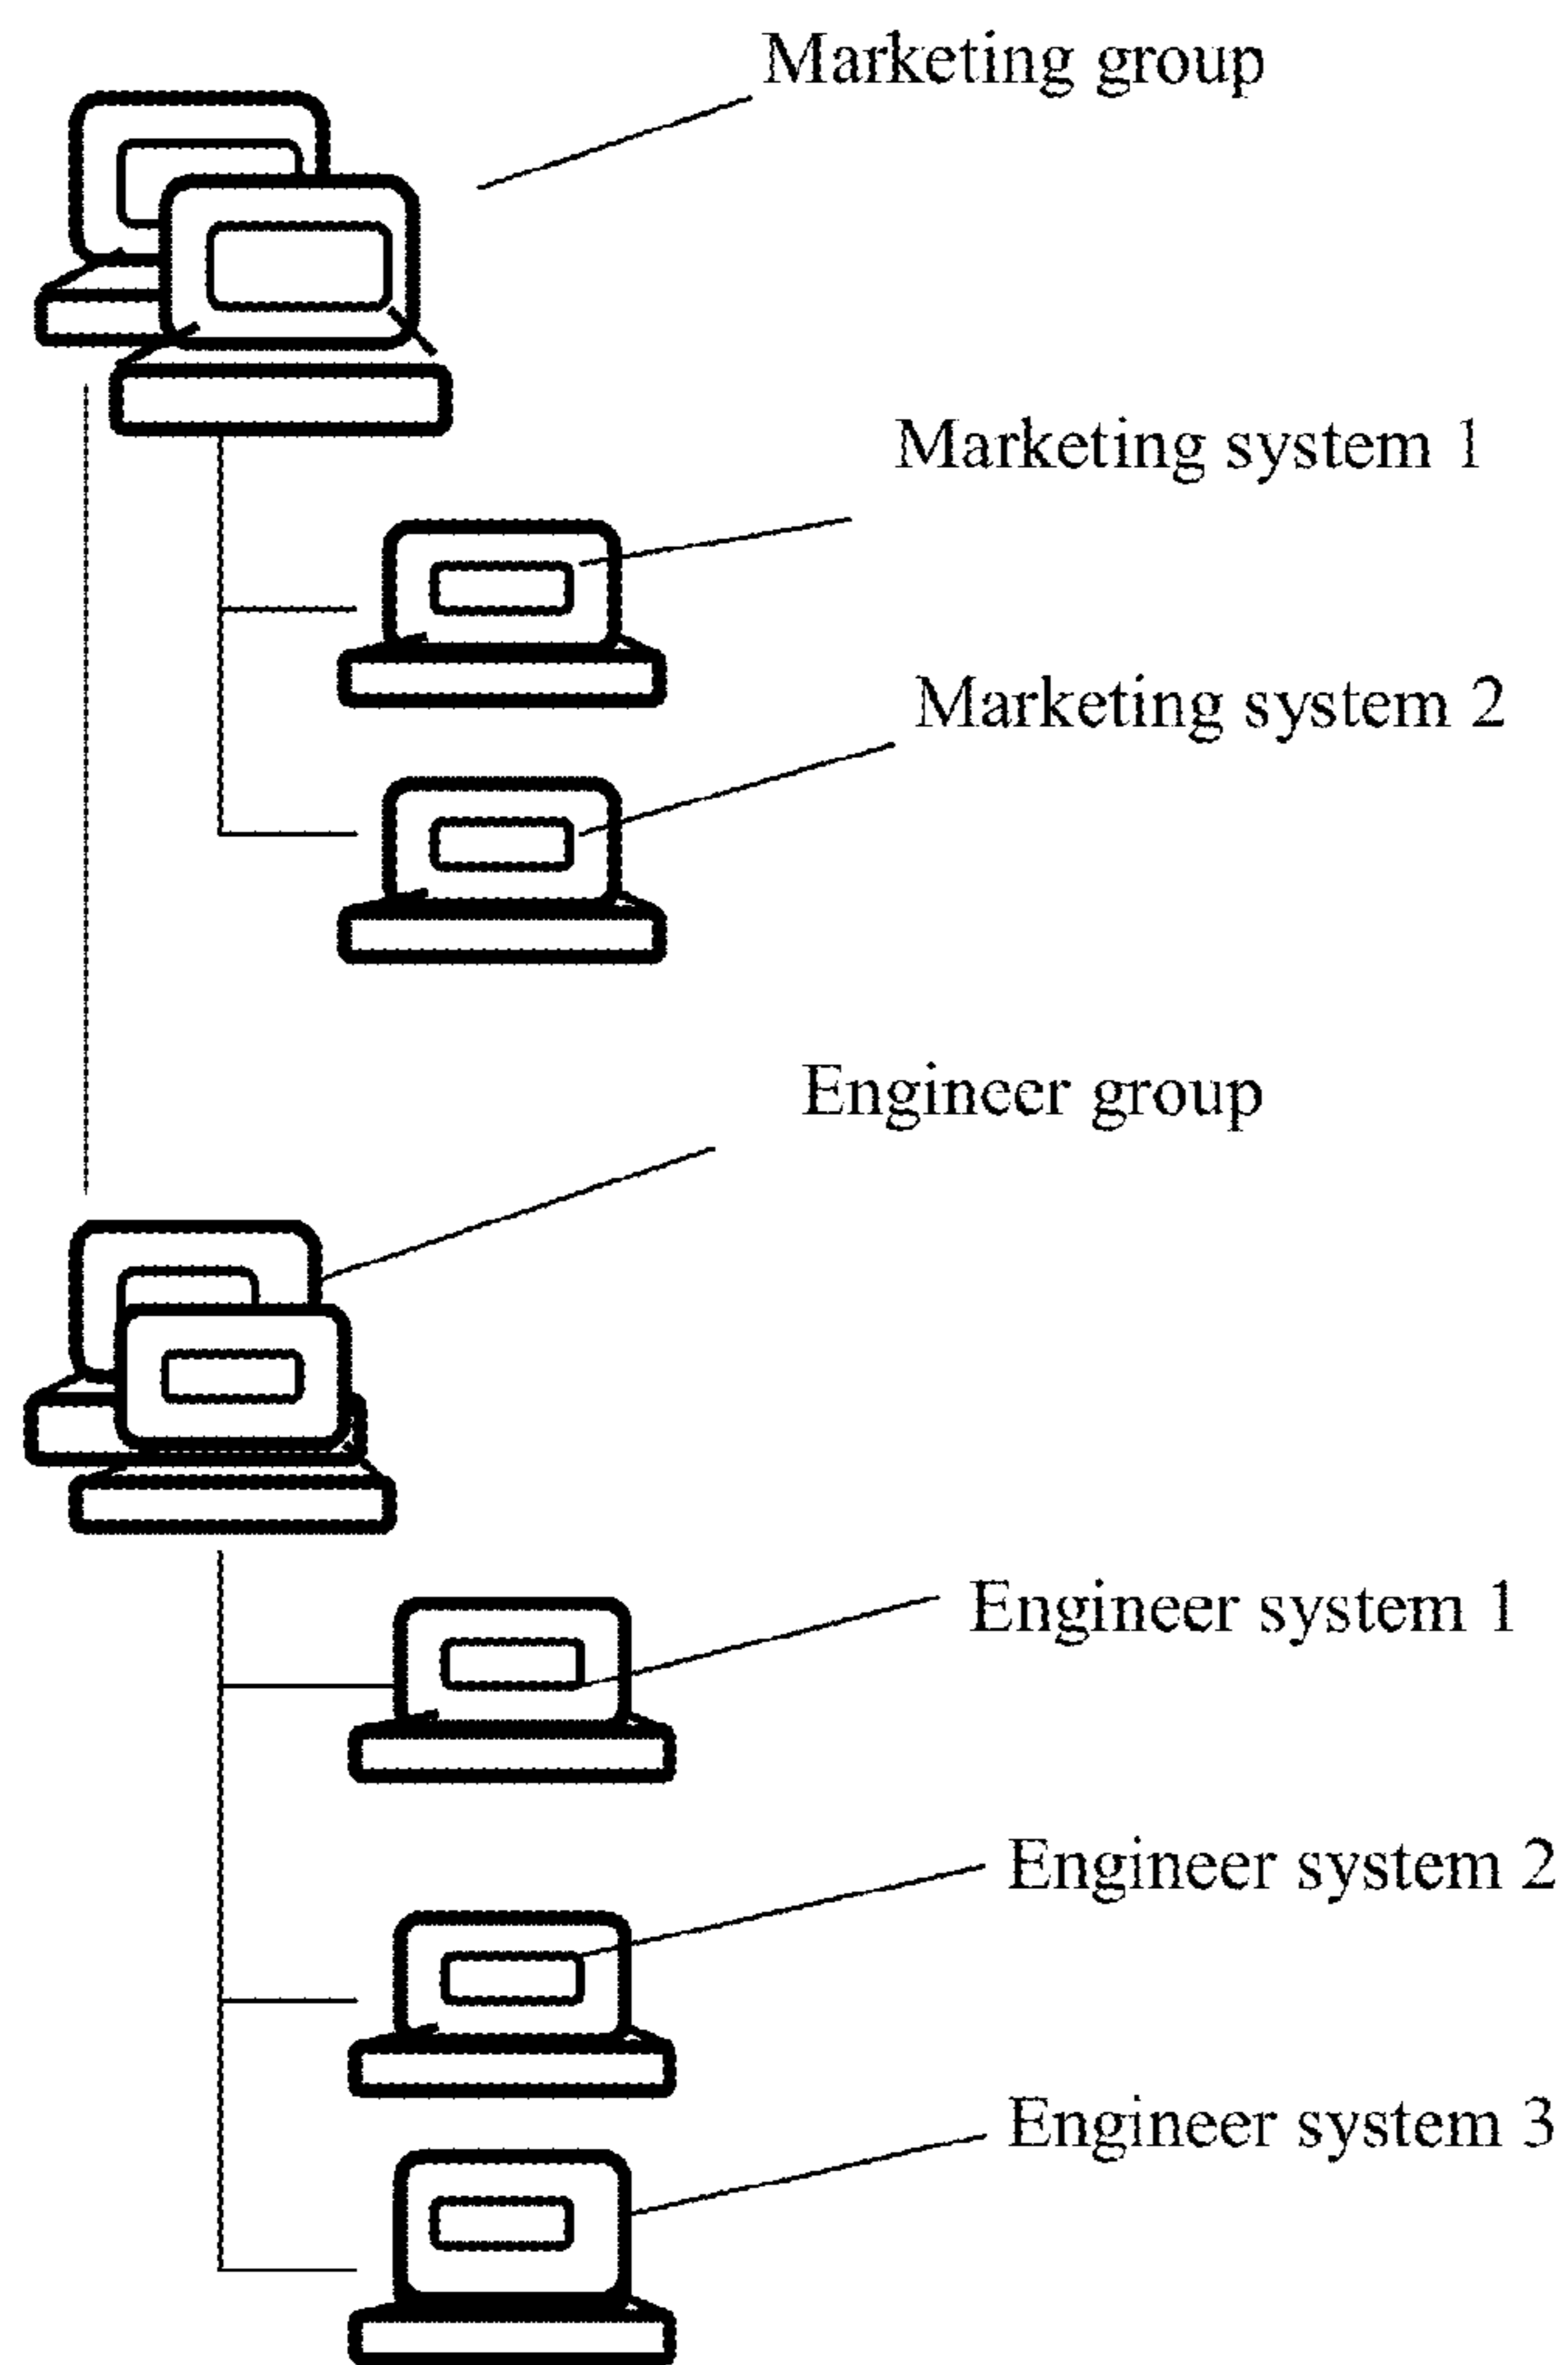 Marketing group
Marketing system 1
Marketing system 2
Engineer group
Engineer system 1
Engineer system 2
Engineer system 3